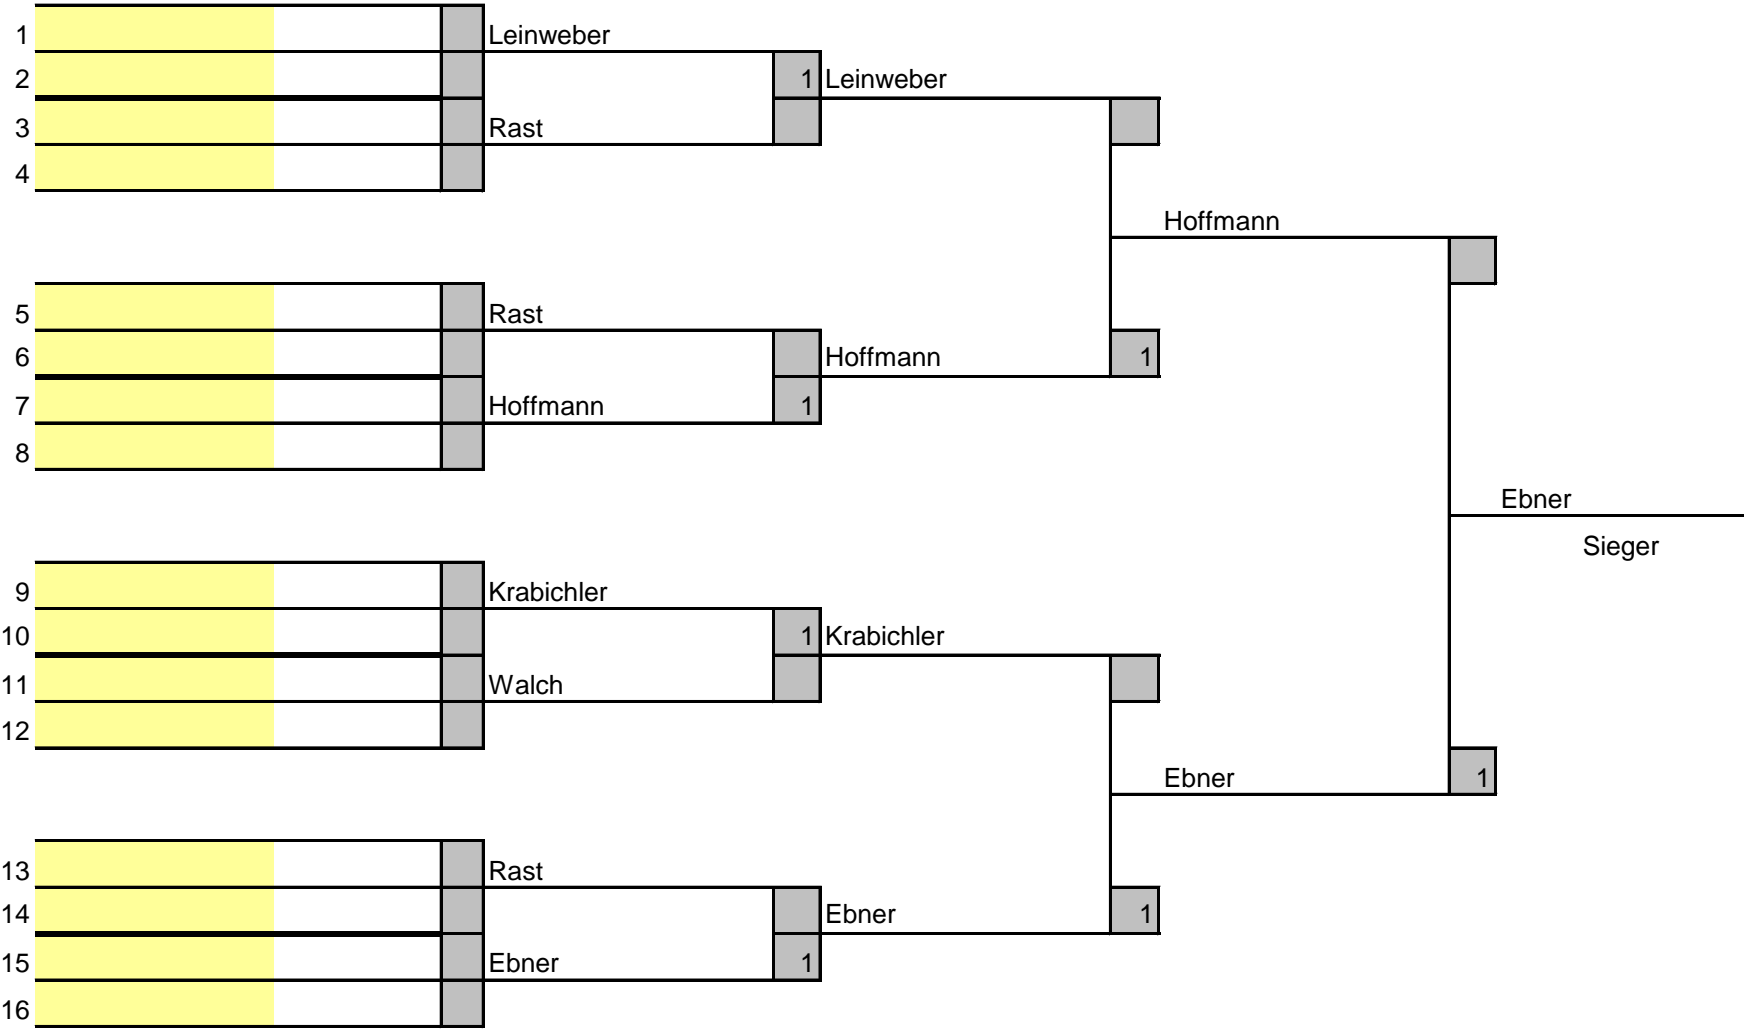 1 Leinweber
2 1 Leinweber
3 Rast
4
Hoffmann
5 Rast
6 Hoffmann 1
7 Hoffmann 1
8
Ebner
Sieger
9 Krabichler
10 1 Krabichler
11 Walch
12
Ebner 1
13 Rast
14 Ebner 1
15 Ebner 1
16